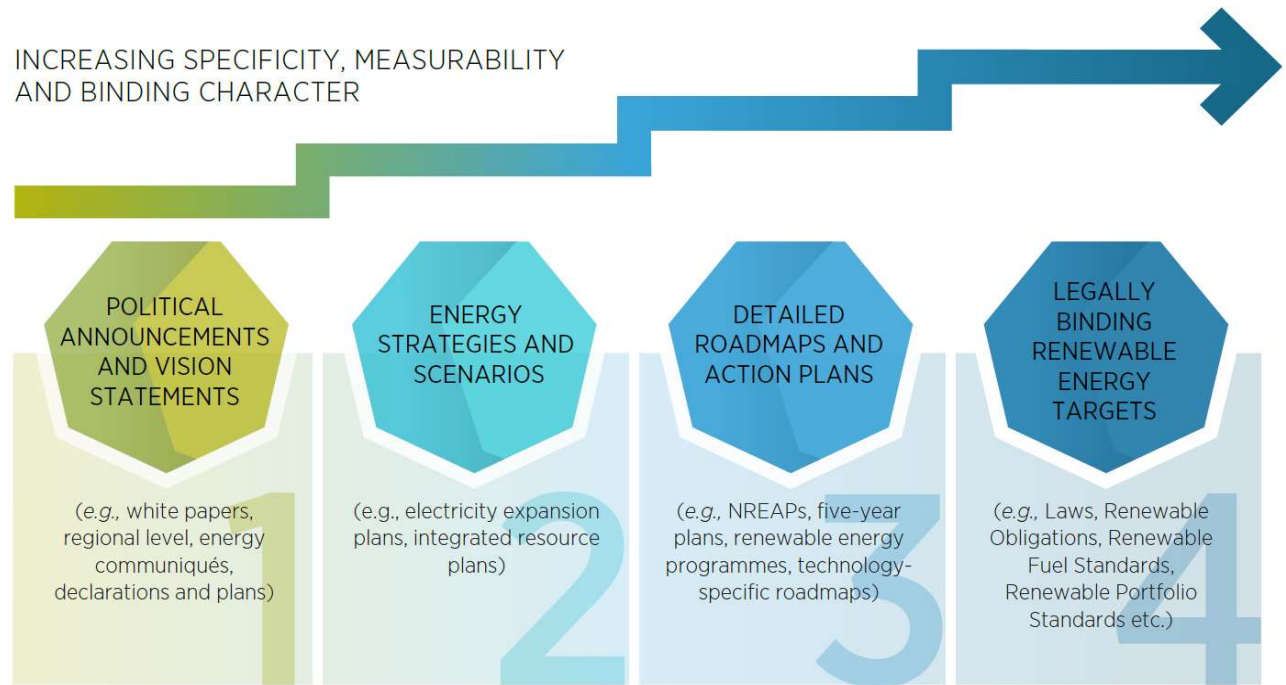 INCREASING SPECIFICITY, MEASURABILITY
AND BINDING CHARACTER
POLITICAL
ANNOUNCEMENTS
AND VISION
STATEMENTS
(e.g., white papers,
regional level, energy
communiqués,
declarations and plans)
1
ENERGY
STRATEGIES AND
SCENARIOS
(e.g., electricity expansion
plans, integrated resource
plans)
2
DETAILED
ROADMAPS AND
ACTION PLANS
(e.g., NREAPs, five-year
plans, renewable energy
programmes, technology-
specific roadmaps)
3
LEGALLY
BINDING
RENEWABLE
ENERGY
TARGETS
(e.g., Laws, Renewable
Obligations, Renewable
Fuel Standards,
Renewable Portfolio
Standards etc.)
4